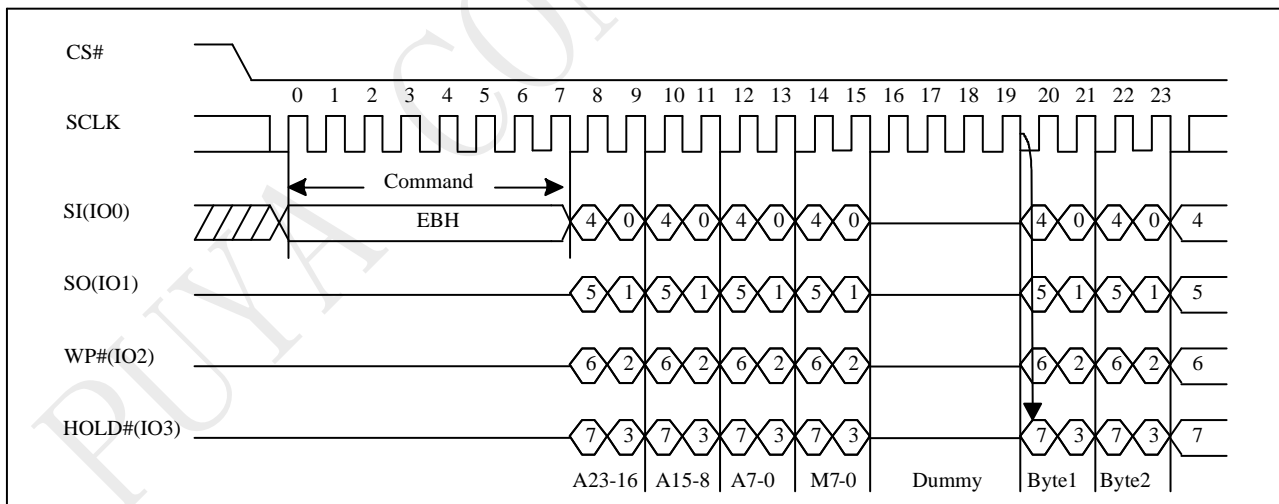 CS#
0 1 2 3 4 5 6 7 8 9 10 11 12 13 14 15 16 17 18 19 20 21 22 23
SCLK
Command
SI(IO0) EBH 4 0 4 0 4 0 4 0 4 0 4 0 4
SO(IO1) 5 1 5 1 5 1 5 1 5 1 5 1 5
WP#(IO2) 6 2 6 2 6 2 6 2 6 2 6 2 6
HOLD#(IO3) 7 3 7 3 7 3 7 3 7 3 7 3 7
A23-16 A15-8 A7-0 M7-0 Dummy Byte1 Byte2
PUYA